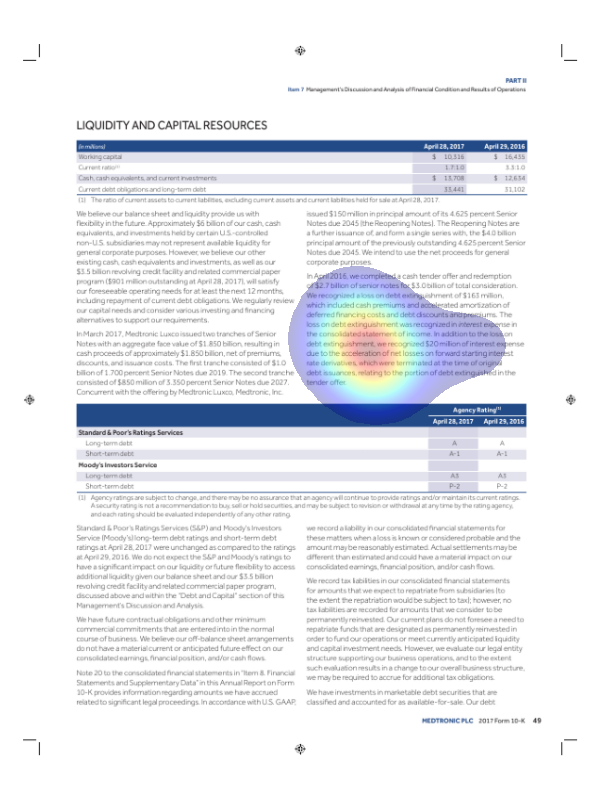 PART II
Item 7 Management's Discussion and Analysis of Financial Condition and Results of Operations
LIQUIDITY AND CAPITAL RESOURCES
(in millions) April 28, 2017 April 29, 2016
Working capital $ 10,316 $ 16,435
Current ratio(1) 1.7:1.0 3.3:1.0
Cash, cash equivalents, and current investments $ 13,708 $ 12,634
Current debt obligations and long-term debt 33,441 31,102
(1) The ratio of current assets to current liabilities, excluding current assets and current liabilities held for sale at April 28, 2017.
We believe our balance sheet and liquidity provide us with
flexibility in the future. Approximately $6 billion of our cash, cash
equivalents, and investments held by certain U.S.-controlled
non-U.S. subsidiaries may not represent available liquidity for
general corporate purposes. However, we believe our other
existing cash, cash equivalents and investments, as well as our
$3.5 billion revolving credit facility and related commercial paper
program ($901 million outstanding at April 28, 2017), will satisfy
our foreseeable operating needs for at least the next 12 months,
including repayment of current debt obligations. We regularly review
our capital needs and consider various investing and financing
alternatives to support our requirements.
In March 2017, Medtronic Luxco issued two tranches of Senior
Notes with an aggregate face value of $1.850 billion, resulting in
cash proceeds of approximately $1.850 billion, net of premiums,
discounts, and issuance costs. The first tranche consisted of $1.0
billion of 1.700 percent Senior Notes due 2019. The second tranche
consisted of $850 million of 3.350 percent Senior Notes due 2027.
Concurrent with the offering by Medtronic Luxco, Medtronic, Inc.
issued $150 million in principal amount of its 4.625 percent Senior
Notes due 2045 (the Reopening Notes). The Reopening Notes are
a further issuance of, and form a single series with, the $4.0 billion
principal amount of the previously outstanding 4.625 percent Senior
Notes due 2045. We intend to use the net proceeds for general
corporate purposes.
In April 2016, we completed a cash tender offer and redemption
of $2.7 billion of senior notes for $3.0 billion of total consideration.
We recognized a loss on debt extinguishment of $163 million,
which included cash premiums and accelerated amortization of
deferring financing costs and debt discounts and premiums. The
loss on debt extinguishment was recognized in interest expense in
the consolidated statement of income. In addition to the loss on
debt extinguishment, we recognized $20 million of interest expense
due to the acceleration of net losses on forward starting interest
rate derivatives, which were terminated at the time of original
debt issuances, relating to the portion of debt extinguished in the
tender offer.
Agency Rating(1)
April 28, 2017 April 29, 2016
Standard & Poor's Ratings Services
Long-term debt A A
Short-term debt A-1 A-1
Moody's Investors Service
Long-term debt A3 A3
Short-term debt P-2 P-2
(1) Agency ratings are subject to change, and there may be no assurance that an agency will continue to provide ratings and/or maintain its current ratings.
A security rating is not a recommendation to buy, sell or hold securities, and may be subject to revision or withdrawal at any time by the rating agency,
and each rating should be evaluated independently of any other rating.
Standard & Poor's Ratings Services (S&P) and Moody's Investors
Service (Moody's) long-term debt ratings and short-term debt
ratings at April 28, 2017 were unchanged as compared to the ratings
at April 29, 2016. We do not expect the S&P and Moody's ratings to
have a significant impact on our liquidity or future flexibility to access
additional liquidity given our balance sheet and our $3.5 billion
revolving credit facility and related commercial paper program,
discussed above and within the "Debt and Capital" section of this
Management's Discussion and Analysis.
We have future contractual obligations and other minimum
commercial commitments that are entered into in the normal
course of business. We believe our off-balance sheet arrangements
do not have a material current or anticipated future effect on our
consolidated earnings, financial position, and/or cash flows.
Note 20 to the consolidated financial statements in "Item 8. Financial
Statements and Supplementary Data" in this Annual Report on Form
10-K provides information regarding amounts we have accrued
related to significant legal proceedings. In accordance with U.S. GAAP,
we record a liability in our consolidated financial statements for
these matters when a loss is known or considered probable and the
amount may be reasonably estimated. Actual settlements may be
different than estimated and could have a material impact on our
consolidated earnings, financial position, and/or cash flows.
We record tax liabilities in our consolidated financial statements
for amounts that we expect to repatriate from subsidiaries (to
the extent the repatriation would be subject to tax); however, no
tax liabilities are recorded for amounts that we consider to be
permanently reinvested. Our current plans do not foresee a need to
repatriate funds that are designated as permanently reinvested in
order to fund our operations or meet currently anticipated liquidity
and capital investment needs. However, we evaluate our legal entity
structure supporting our business operations, and to the extent
such evaluation results in a change to our overall business structure,
we may be required to accrue for additional tax obligations.
We have investments in marketable debt securities that are
classified and accounted for as available-for-sale. Our debt
MEDTRONIC PLC 2017 Form 10-K 49